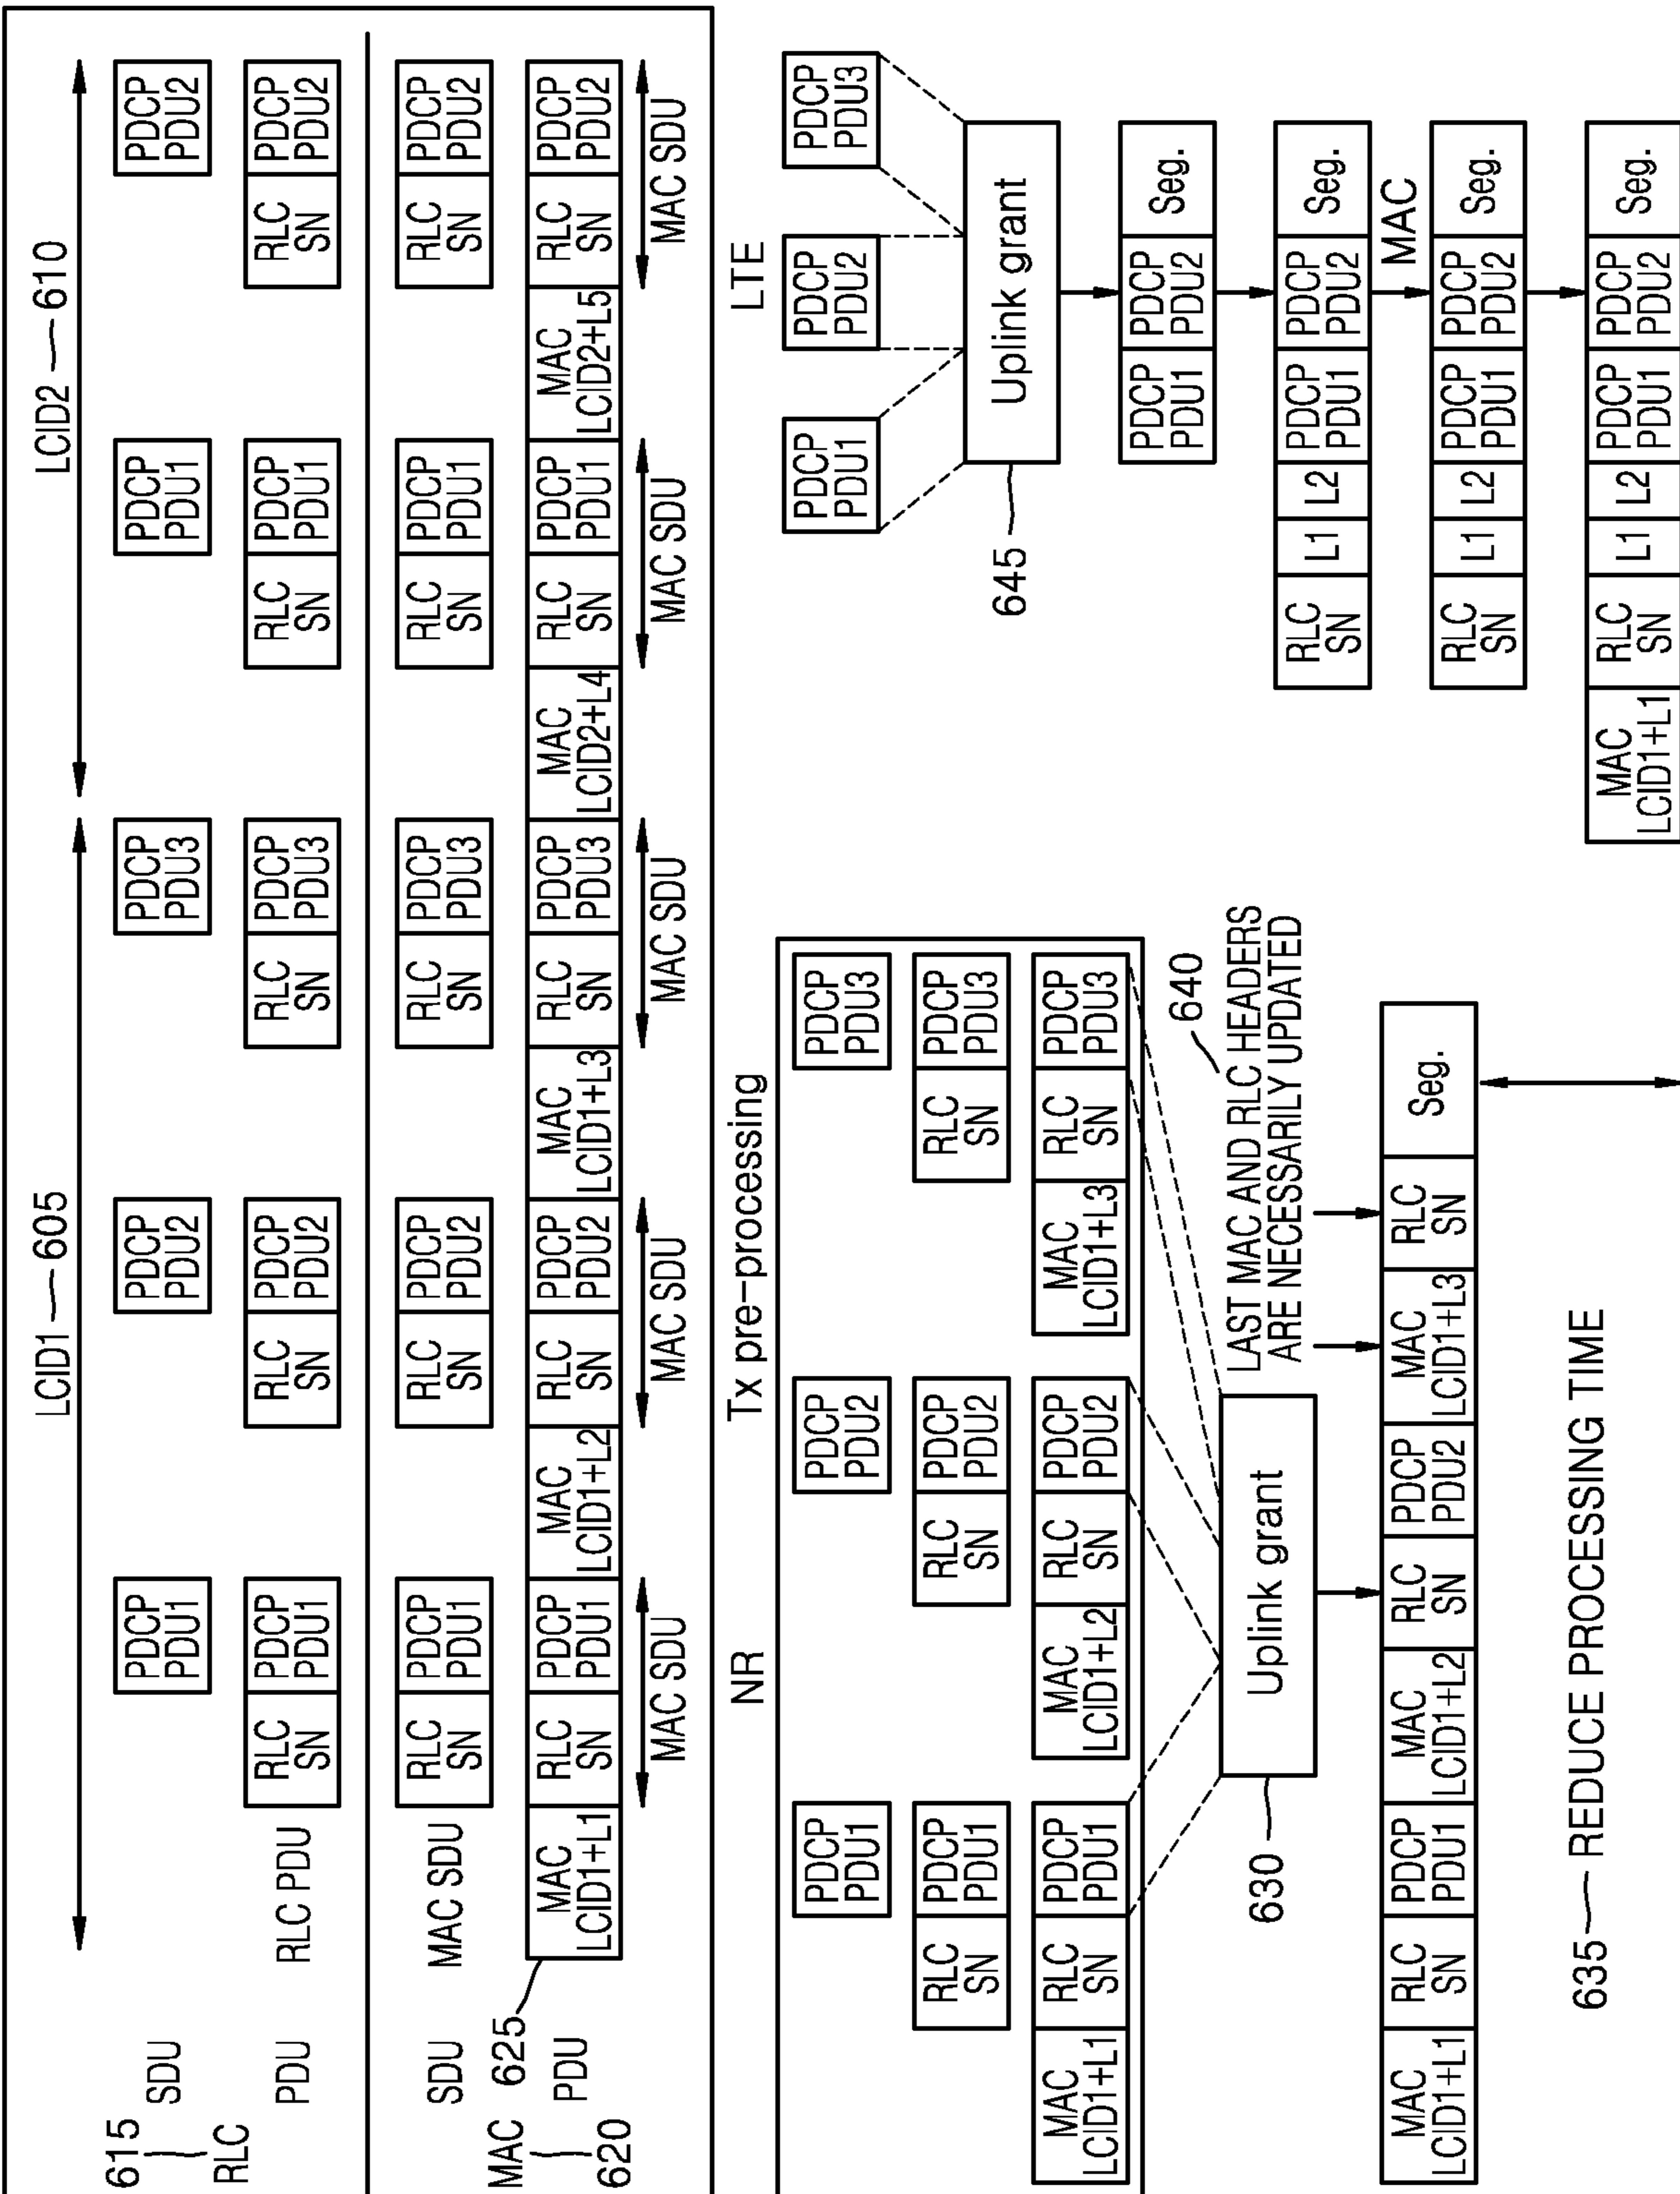 LCID1 605
LCID2 610
615
RLC
SDU
PDCP
PDU1
PDCP
PDU2
PDCP
PDU3
PDCP
PDU1
PDCP
PDU2
PDU
RLC PDU
RLC
SN
PDCP
PDU1
RLC
SN
PDCP
PDU2
RLC
SN
PDCP
PDU3
RLC
SN
PDCP
PDU1
RLC
SN
PDCP
PDU2
MAC
620
SDU
MAC SDU
RLC
SN
PDCP
PDU1
RLC
SN
PDCP
PDU2
RLC
SN
PDCP
PDU3
RLC
SN
PDCP
PDU1
RLC
SN
PDCP
PDU2
625
PDU
MAC
LCID1+L1
RLC
SN
PDCP
PDU1
MAC
LCID1+L2
RLC
SN
PDCP
PDU2
MAC
LCID1+L3
RLC
SN
PDCP
PDU3
MAC
LCID2+L4
RLC
SN
PDCP
PDU1
MAC
LCID2+L5
RLC
SN
PDCP
PDU2
MAC SDU
MAC SDU
MAC SDU
MAC SDU
MAC SDU
NR
Tx pre-processing
PDCP
PDU1
PDCP
PDU2
PDCP
PDU3
RLC
SN
PDCP
PDU1
RLC
SN
PDCP
PDU2
RLC
SN
PDCP
PDU3
MAC
LCID1+L1
RLC
SN
PDCP
PDU1
MAC
LCID1+L2
RLC
SN
PDCP
PDU2
MAC
LCID1+L3
RLC
SN
PDCP
PDU3
630
Uplink grant
640
LAST MAC AND RLC HEADERS
ARE NECESSARILY UPDATED
MAC
LCID1+L1
RLC
SN
PDCP
PDU1
MAC
LCID1+L2
RLC
SN
PDCP
PDU2
MAC
LCID1+L3
RLC
SN
Seg.
635 REDUCE PROCESSING TIME
LTE
PDCP
PDU1
PDCP
PDU2
PDCP
PDU3
645
Uplink grant
PDCP
PDU1
PDCP
PDU2
Seg.
RLC
SN
L1
L2
PDCP
PDU1
PDCP
PDU2
Seg.
MAC
RLC
SN
L1
L2
PDCP
PDU1
PDCP
PDU2
Seg.
MAC
LCID1+L1
RLC
SN
L1
L2
PDCP
PDU1
PDCP
PDU2
Seg.